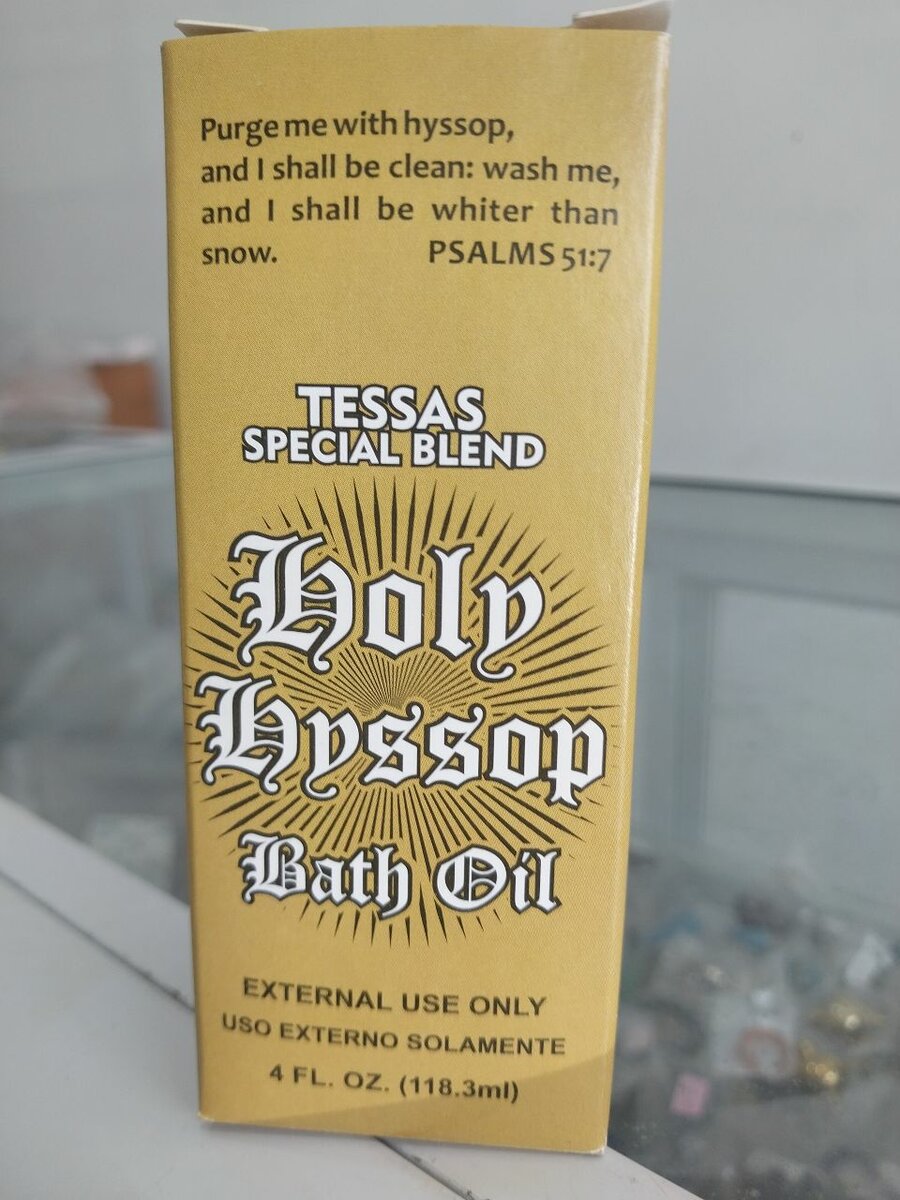 Purge me with hyssop,
and I shall be clean: wash me,
and I shall be whiter than
snow. PSALMS 51:7
TESSAS
SPECIAL BLEND
Holy
Hyssop
Bath Oil
EXTERNAL USE ONLY
USO EXTERNO SOLAMENTE
4 FL. OZ. (118.3ml)